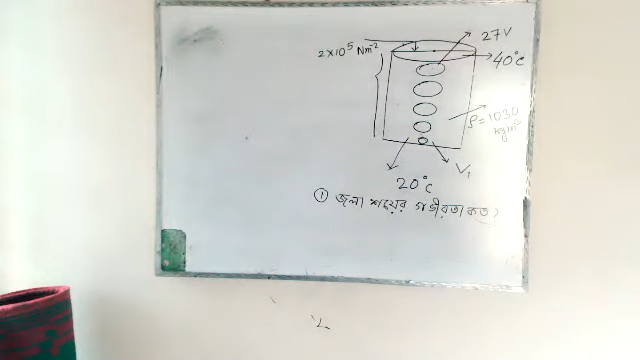 27V
2×10⁵ Nm⁻²
40°C
ρ = 1030
kgm⁻³
V₁
20°C
① জলাশয়ের গভীরতা কত?